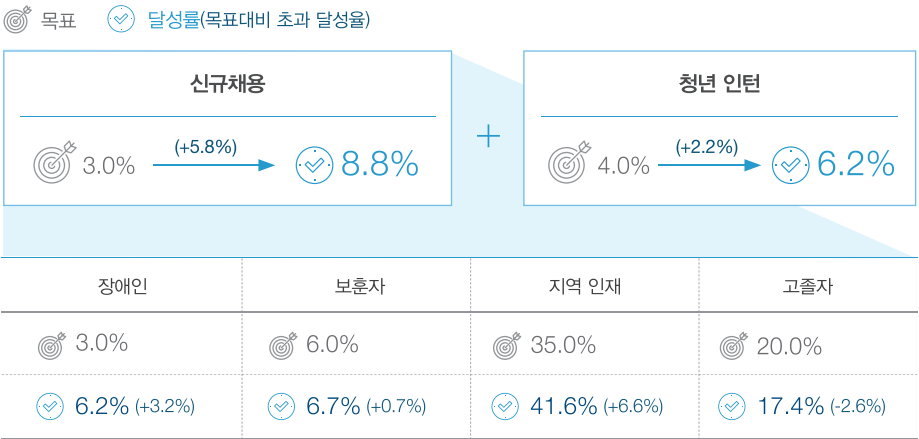 목표 달성률(목표대비 초과 달성율)
신규채용
3.0% (+5.8%) 8.8%
+
청년 인턴
4.0% (+2.2%) 6.2%
장애인 보훈자 지역 인재 고졸자
3.0% 6.0% 35.0% 20.0%
6.2% (+3.2%) 6.7% (+0.7%) 41.6% (+6.6%) 17.4% (-2.6%)